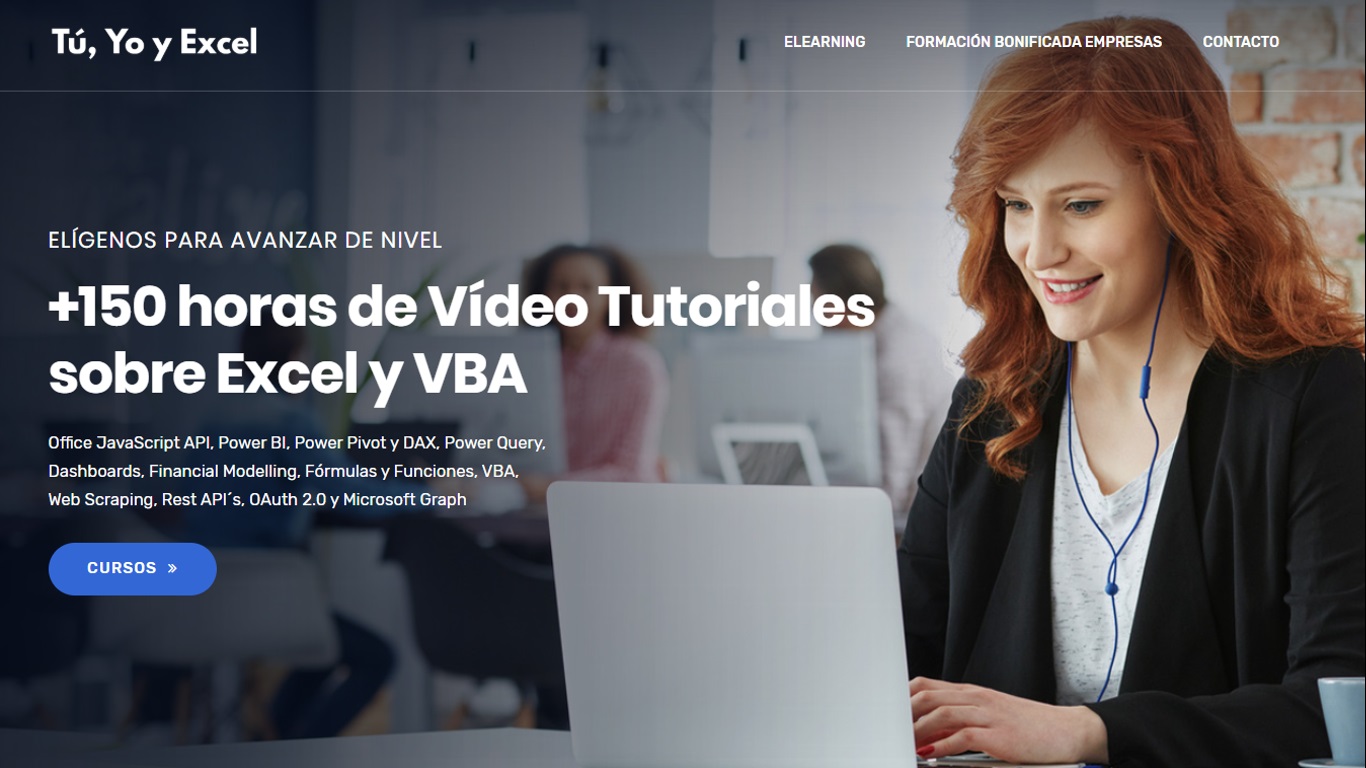 Tú, Yo y Excel
ELEARNING FORMACIÓN BONIFICADA EMPRESAS CONTACTO
ELÍGENOS PARA AVANZAR DE NIVEL
+150 horas de Vídeo Tutoriales
sobre Excel y VBA
Office JavaScript API, Power BI, Power Pivot y DAX, Power Query,
Dashboards, Financial Modelling, Fórmulas y Funciones, VBA,
Web Scraping, Rest API´s, OAuth 2.0 y Microsoft Graph
CURSOS »